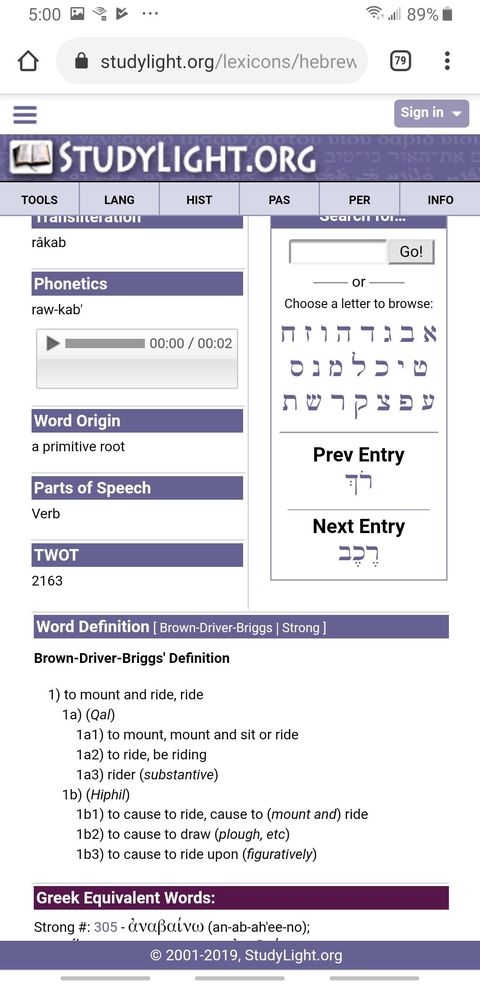 5:00 ... 89%
studylight.org/lexicons/hebrew
79
Sign in
STUDYLIGHT.ORG
TOOLS LANG HIST PAS PER INFO
Transliteration
râkab
Phonetics
raw-kab'
00:00 / 00:02
Word Origin
a primitive root
Parts of Speech
Verb
TWOT
2163
Search for...
Go!
or
Choose a letter to browse:
א ב ג ד ה ו ז ח
ט י כ ל מ נ ס
ע פ צ ק ר ש ת
Prev Entry
רֹךְ
Next Entry
רֶכֶב
Word Definition [ Brown-Driver-Briggs | Strong ]
Brown-Driver-Briggs' Definition
1) to mount and ride, ride
1a) (Qal)
1a1) to mount, mount and sit or ride
1a2) to ride, be riding
1a3) rider (substantive)
1b) (Hiphil)
1b1) to cause to ride, cause to (mount and) ride
1b2) to cause to draw (plough, etc)
1b3) to cause to ride upon (figuratively)
Greek Equivalent Words:
Strong #: 305 - ἀναβαίνω (an-ab-ah'ee-no);
© 2001-2019, StudyLight.org